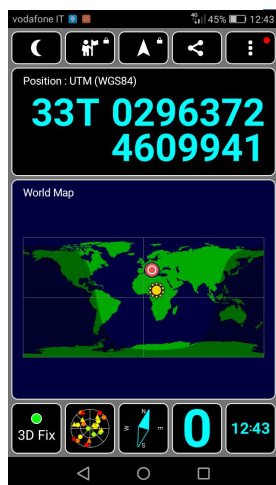 vodafone IT 4G 45% 12:43
Position : UTM (WGS84)
33T 0296372
4609941
World Map
3D Fix
N
W E
S
0
12:43